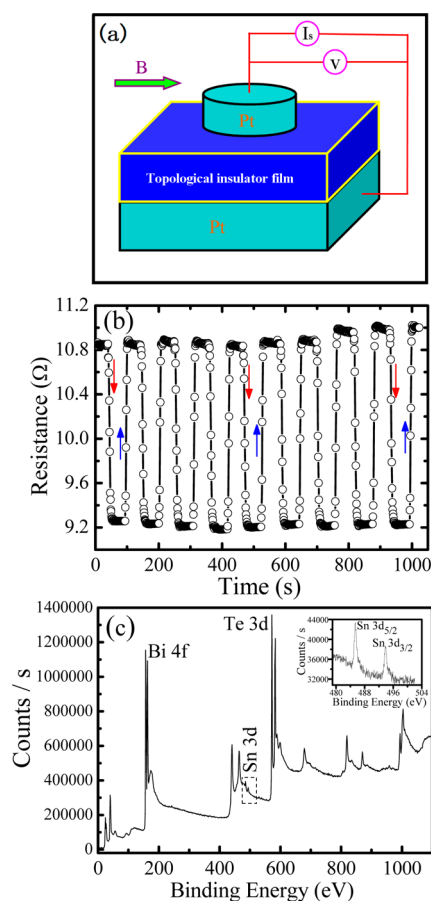 (a)
I_s
V
B
Pt
Topological insulator film
Pt
(b)
Resistance (Ω)
11.2
10.8
10.4
10.0
9.6
9.2
0 200 400 600 800 1000
Time (s)
(c)
Counts / s
1400000
1200000
1000000
800000
600000
400000
200000
0
Bi 4f
Sn 3d
Te 3d
Counts / s
44000
40000
36000
32000
Sn 3d5/2
Sn 3d3/2
480 488 496 504
Binding Energy (eV)
0 200 400 600 800 1000
Binding Energy (eV)